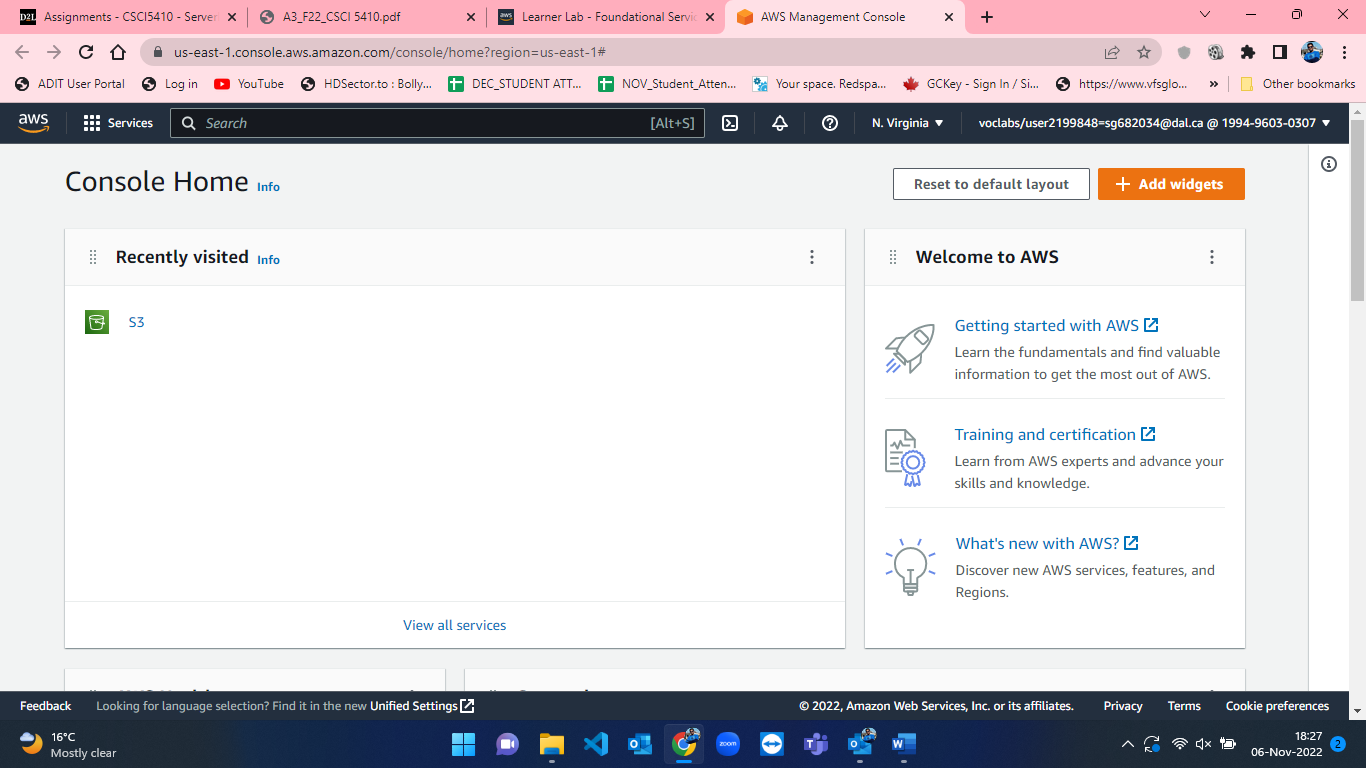 Assignments - CSCI5410 - Server
A3_F22_CSCI 5410.pdf
Learner Lab - Foundational Servic
AWS Management Console
us-east-1.console.aws.amazon.com/console/home?region=us-east-1#
ADIT User Portal
Log in
YouTube
HDSector.to : Bolly...
DEC_STUDENT ATT...
NOV_Student_Atten...
Your space. Redspa...
GCKey - Sign In / Si...
https://www.vfsglo...
»
Other bookmarks
aws
Services
Search
[Alt+S]
N. Virginia
voclabs/user2199848=sg682034@dal.ca @ 1994-9603-0307
Console Home Info
Reset to default layout
Add widgets
Recently visited Info
S3
View all services
Welcome to AWS
Getting started with AWS
Learn the fundamentals and find valuable
information to get the most out of AWS.
Training and certification
Learn from AWS experts and advance your
skills and knowledge.
What's new with AWS?
Discover new AWS services, features, and
Regions.
Feedback
Looking for language selection? Find it in the new Unified Settings
© 2022, Amazon Web Services, Inc. or its affiliates.
Privacy
Terms
Cookie preferences
16°C
Mostly clear
zoom
18:27
06-Nov-2022
2